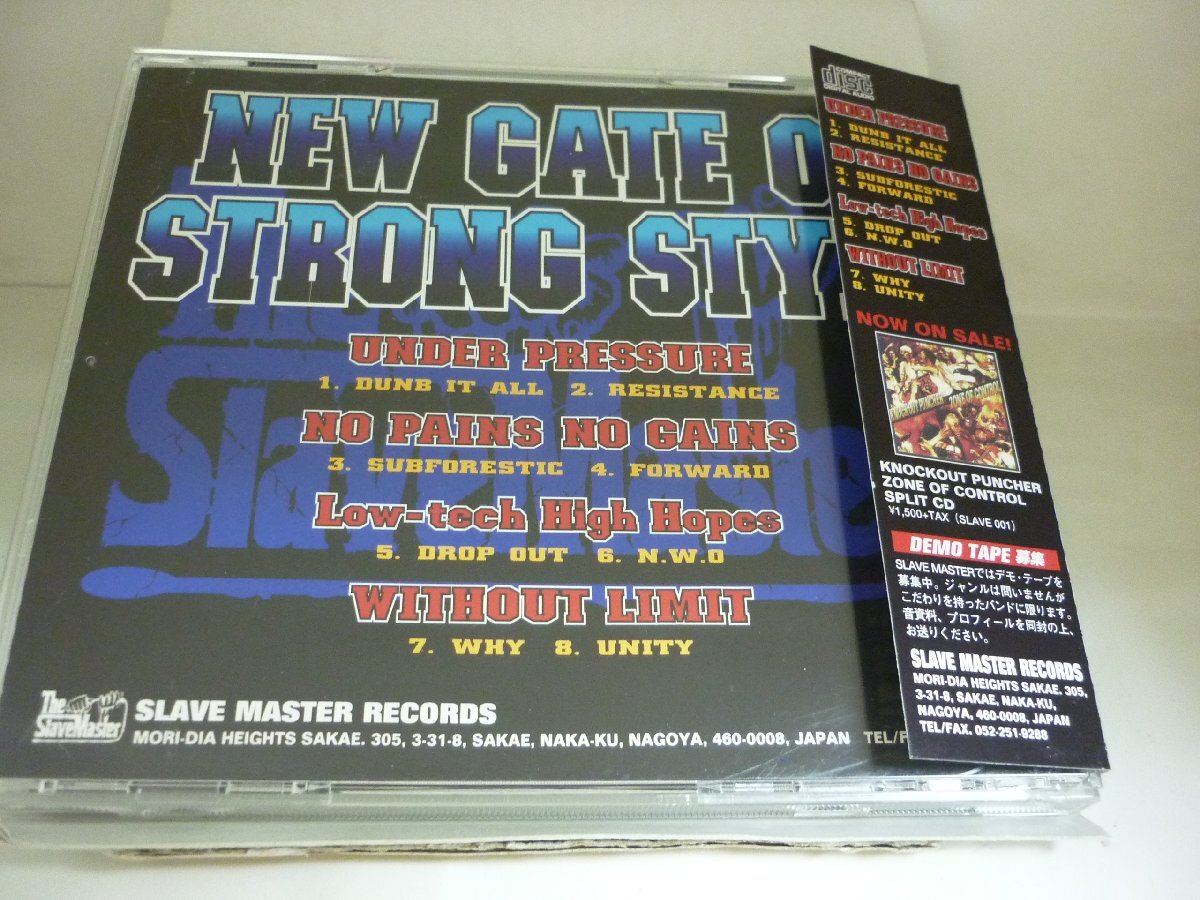 NEW GATE O
STRONG STY
UNDER PRESSURE
1. DUNB IT ALL 2. RESISTANCE
NO PAINS NO GAINS
3. SUBFORESTIC 4. FORWARD
Low-tech High Hopes
5. DROP OUT 6. N.W.O
WITHOUT LIMIT
7. WHY 8. UNITY
The SlaveMaster
SLAVE MASTER RECORDS
MORI-DIA HEIGHTS SAKAE. 305, 3-31-8, SAKAE, NAKA-KU, NAGOYA, 460-0008, JAPAN TEL/F
COMPACT
disc
DIGITAL AUDIO
UNDER PRESSURE
1. DUNB IT ALL
2. RESISTANCE
NO PAINS NO GAINS
3. SUBFORESTIC
4. FORWARD
Low-tech High Hopes
5. DROP OUT
6. N.W.O
WITHOUT LIMIT
7. WHY
8. UNITY
NOW ON SALE!
KNOCKOUT PUNCHER ZONE OF CONTROL
KNOCKOUT PUNCHER
ZONE OF CONTROL
SPLIT CD
¥1,500+TAX (SLAVE 001)
DEMO TAPE 募集
SLAVE MASTERではデモ・テープを
募集中。ジャンルは問いませんが
こだわりを持ったバンドに限ります。
音資料、プロフィールを同封の上、
お送りください。
SLAVE MASTER RECORDS
MORI-DIA HEIGHTS SAKAE. 305,
3-31-8, SAKAE, NAKA-KU,
NAGOYA, 460-0008, JAPAN
TEL/FAX. 052-251-9288